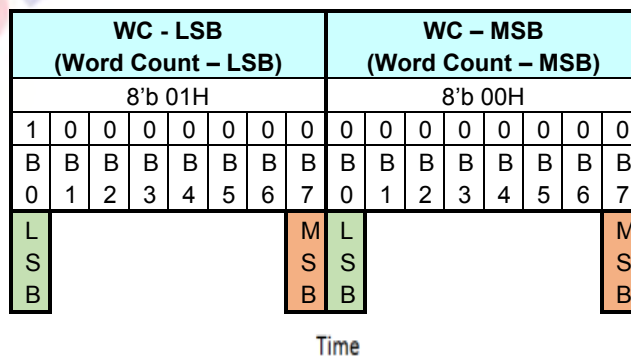 WC - LSB WC – MSB
(Word Count – LSB) (Word Count – MSB)
8’b 01H 8’b 00H
1 0 0 0 0 0 0 0 0 0 0 0 0 0 0 0
B B B B B B B B B B B B B B B B
0 1 2 3 4 5 6 7 0 1 2 3 4 5 6 7
L M L M
S S S S
B B B B
Time